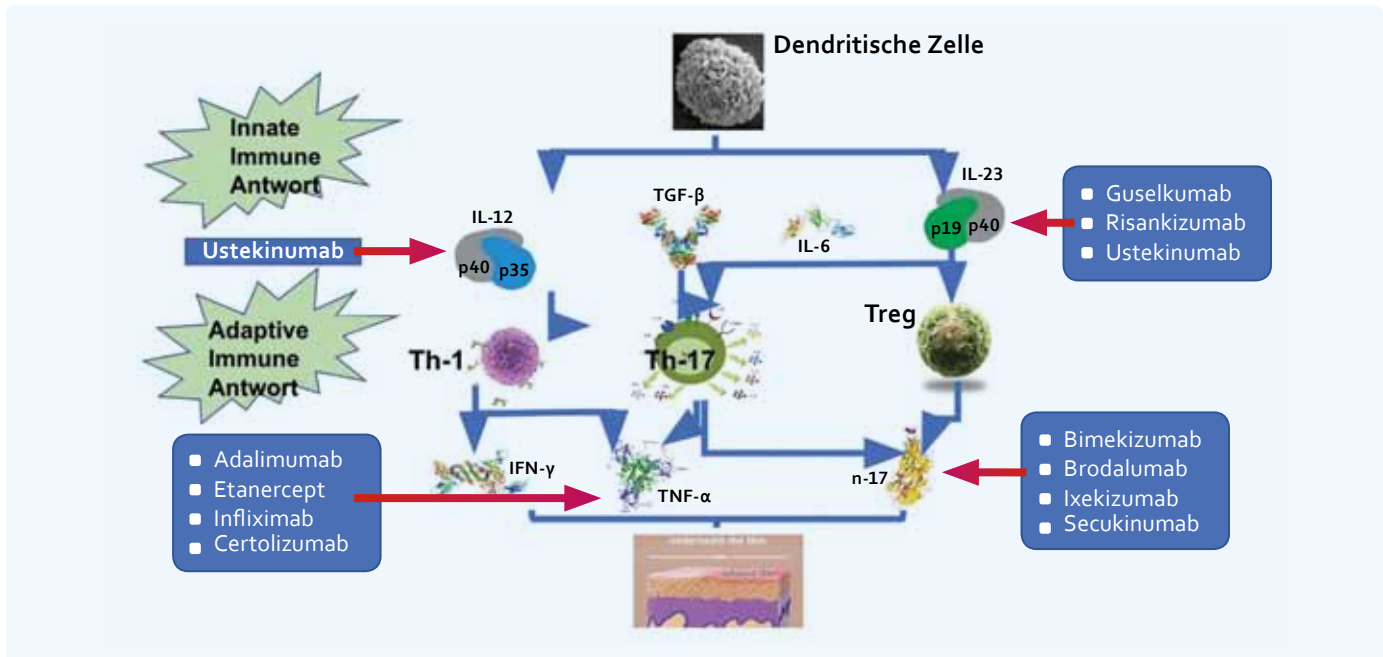 Dendritische Zelle
Innate
Immune
Antwort
TGF-β
IL-23
p19
p40
IL-6
IL-12
p40
p35
Guselkumab
Risankizumab
Ustekinumab
Ustekinumab
Adaptive
Immune
Antwort
Th-1
Th-17
Treg
Adalimumab
Etanercept
Infliximab
Certolizumab
IFN-γ
TNF-α
n-17
Bimekizumab
Brodalumab
Ixekizumab
Secukinumab